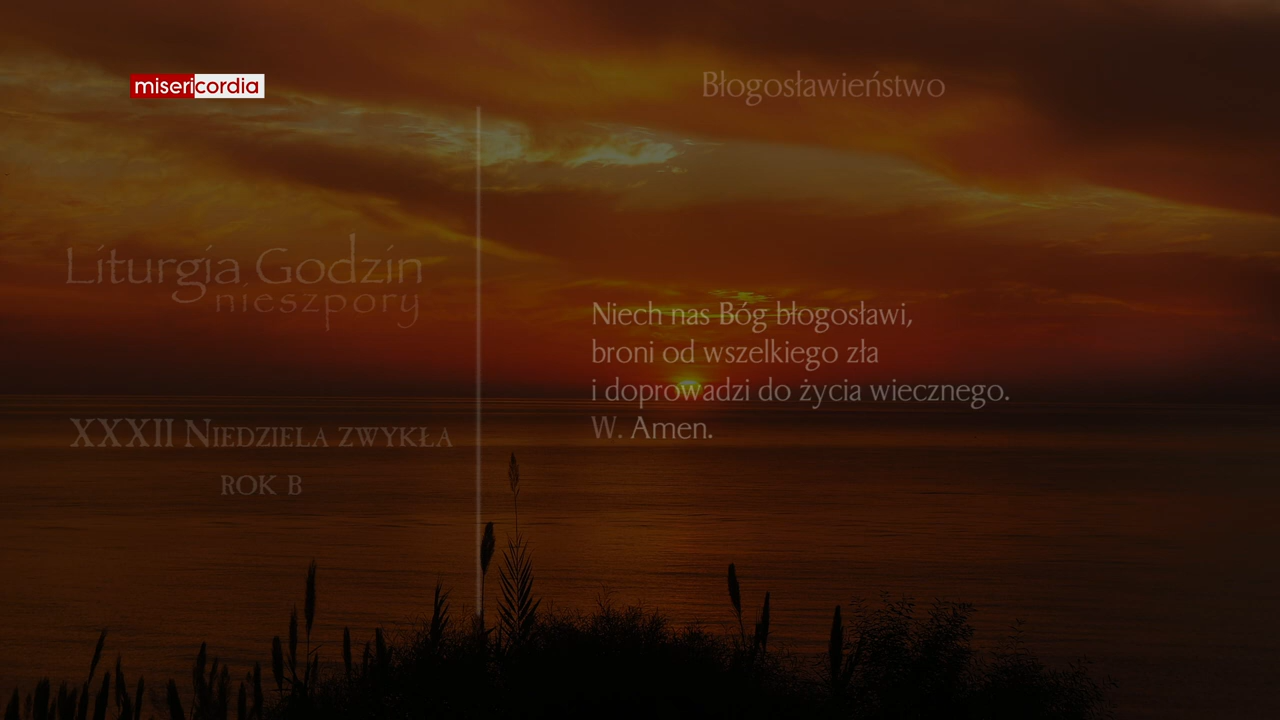 misericordia
Błogosławieństwo
Liturgia Godzin
nieszpory
XXXII Niedziela zwykła
rok B
Niech nas Bóg błogosławi,
broni od wszelkiego zła
i doprowadzi do życia wiecznego.
W. Amen.